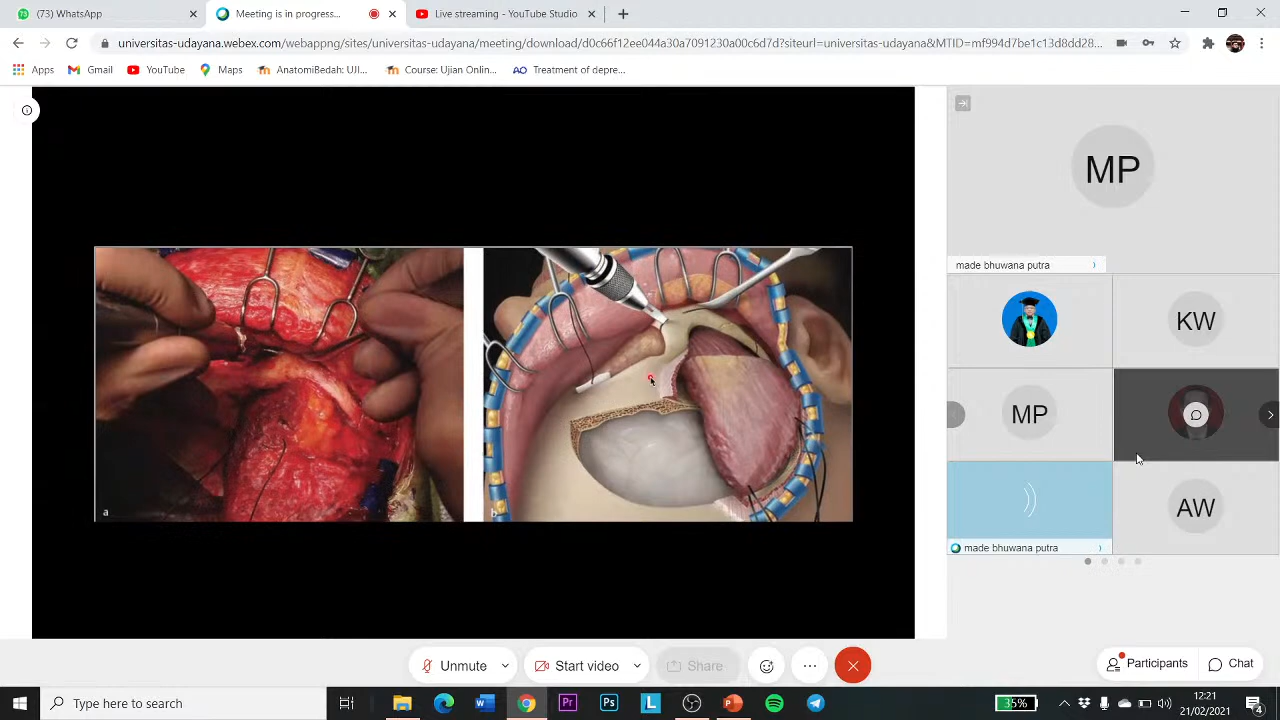 (73) WhatsApp
Meeting is in progress...
Live streaming - YouTube Studio
universitas-udayana.webex.com/webappng/sites/universitas-udayana/meeting/download/d0c66f12ee044a30a7091230a00c6d7d?siteurl=universitas-udayana&MTID=mf994d7be1c13d8dd28...
Apps
Gmail
YouTube
Maps
AnatomiBedah: UJI...
Course: Ujian Onlin...
Treatment of depre...
MP
made bhuwana putra
KW
MP
AW
made bhuwana putra
a
b
Unmute
Start video
Share
Participants
Chat
Type here to search
35%
12:21
21/02/2021
4